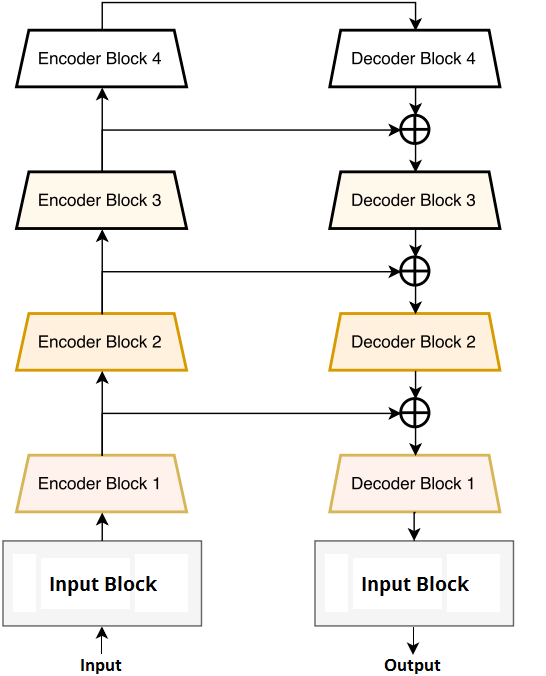 Encoder Block 4
Decoder Block 4
Encoder Block 3
Decoder Block 3
Encoder Block 2
Decoder Block 2
Encoder Block 1
Decoder Block 1
Input Block
Input Block
Input
Output